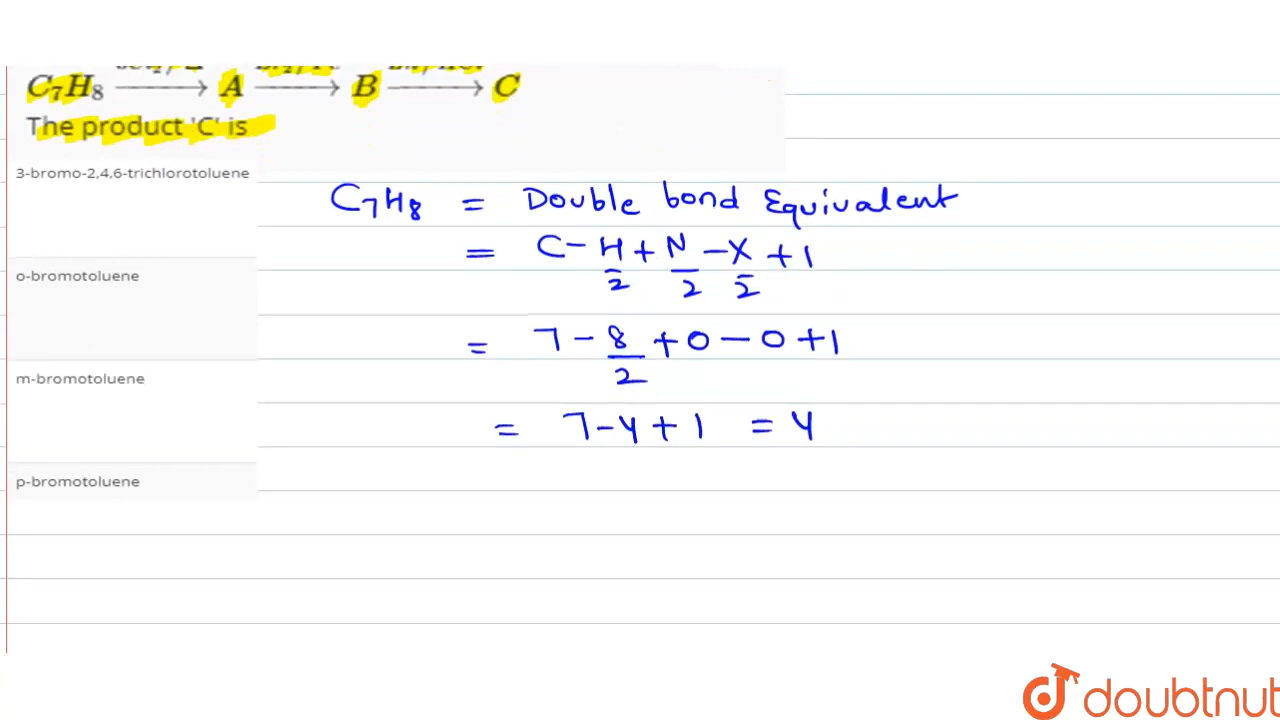 C₇H₈ → A → B → C
The product 'C' is
3-bromo-2,4,6-trichlorotoluene
o-bromotoluene
m-bromotoluene
p-bromotoluene
C₇H₈ = Double bond Equivalent
= C - H/2 + N/2 - X/2 + 1
= 7 - 8/2 + 0 - 0 + 1
= 7 - 4 + 1 = 4
doubtnut